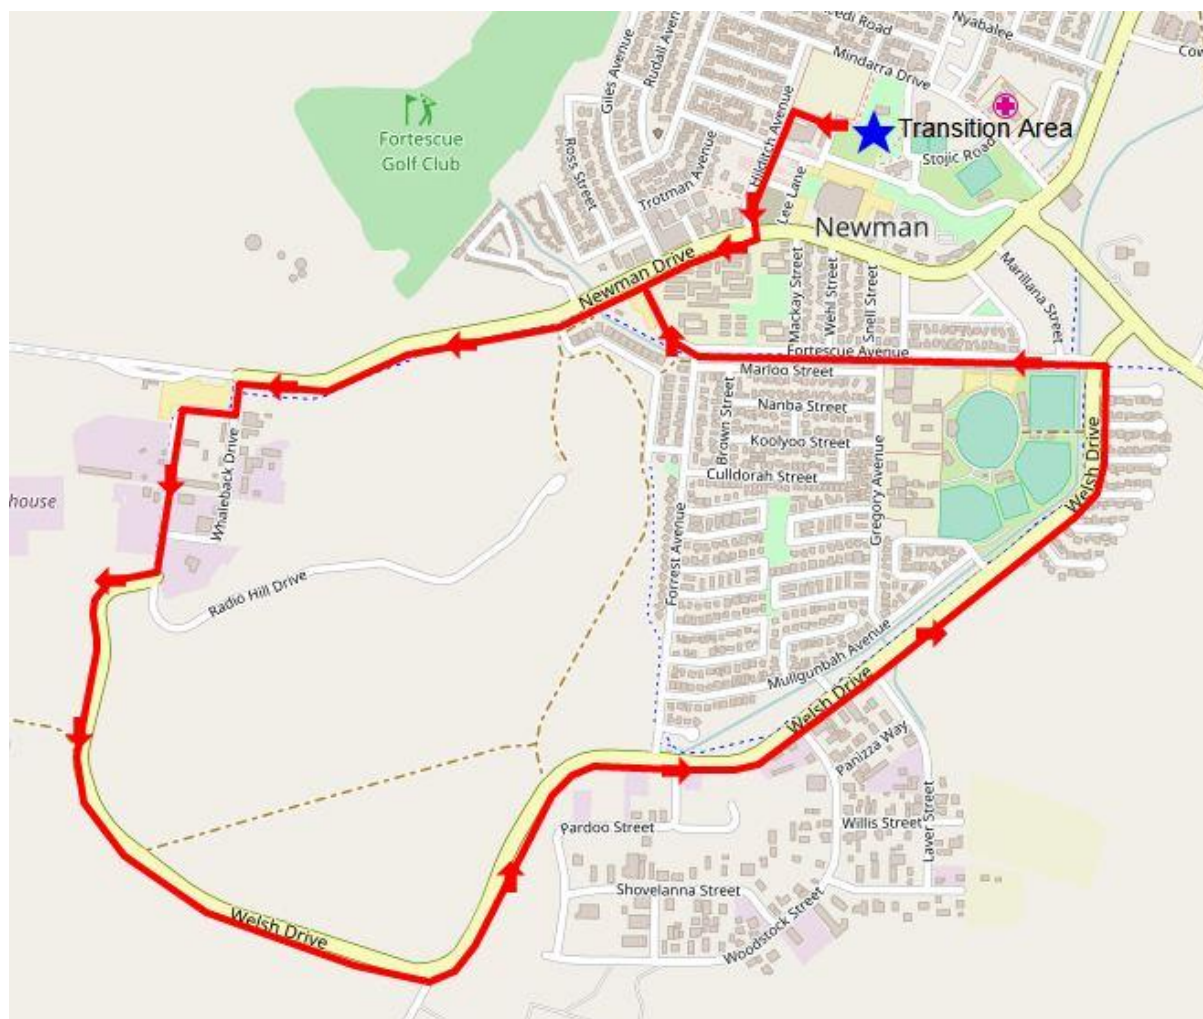 Nyabalee
Mindarra Drive
Giles Avenue
Rudall Avenue
Fortescue
Golf Club
Ross Street
Trotman Avenue
Hilditch Avenue
Lee Lane
Transition Area
Stojic Road
Newman
Newman Drive
Mackay Street
Wehl Street
Snell Street
Marillana Street
Fortescue Avenue
Marloo Street
Nanba Street
Koolyoo Street
Culldorah Street
Brown Street
Gregory Avenue
Welsh Drive
house
Whaleback Drive
Radio Hill Drive
Forrest Avenue
Mullgunbah Avenue
Welsh Drive
Panizza Way
Pardoo Street
Willis Street
Laver Street
Shovelanna Street
Woodstock Street
Welsh Drive